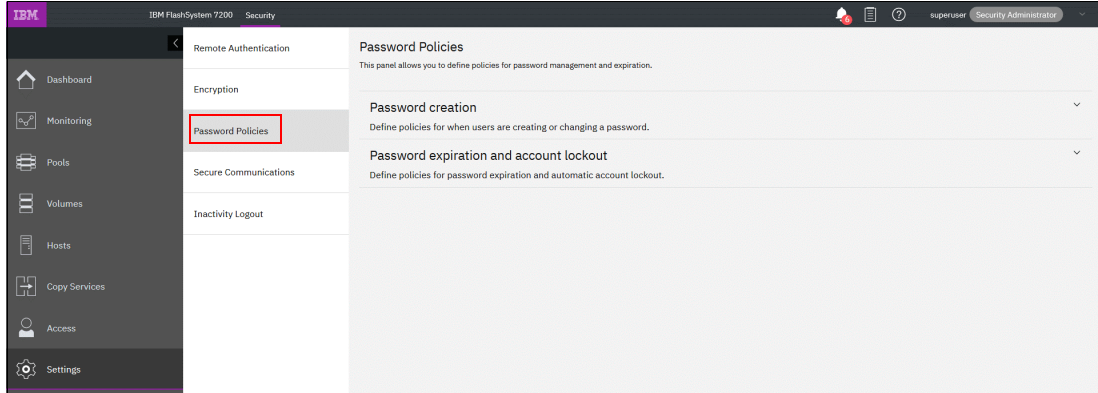 IBM
IBM FlashSystem 7200 Security
6
superuser Security Administrator
Dashboard
Monitoring
Pools
Volumes
Hosts
Copy Services
Access
Settings
Remote Authentication
Encryption
Password Policies
Secure Communications
Inactivity Logout
Password Policies
This panel allows you to define policies for password management and expiration.
Password creation
Define policies for when users are creating or changing a password.
Password expiration and account lockout
Define policies for password expiration and automatic account lockout.